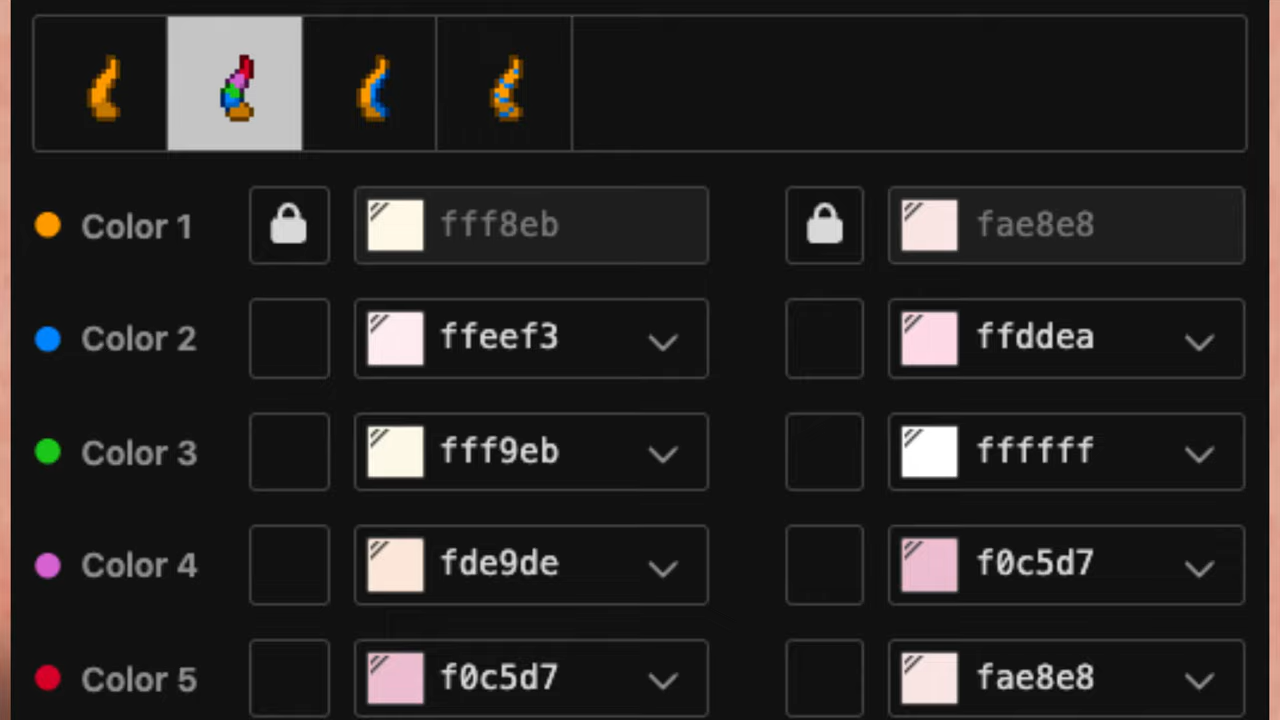 Color 1 fff8eb fae8e8
Color 2 ffeef3 ffddea
Color 3 fff9eb ffffff
Color 4 fde9de f0c5d7
Color 5 f0c5d7 fae8e8